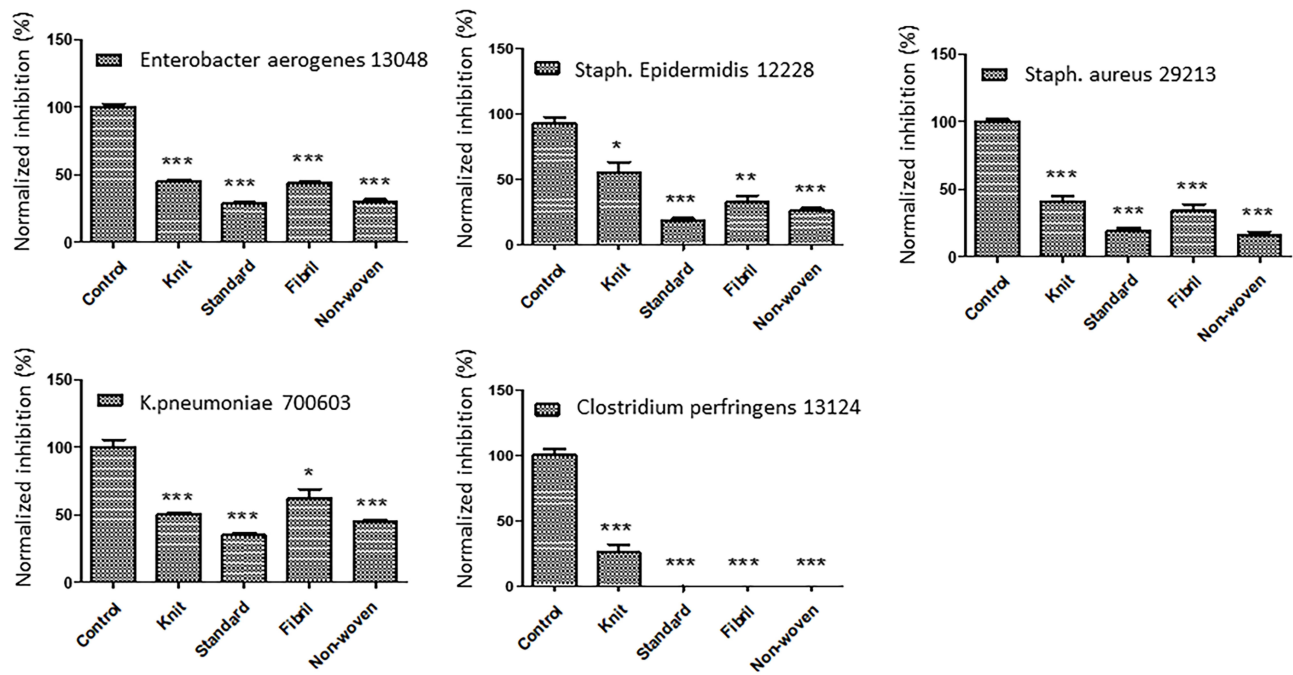 Normalized inhibition (%)
150
100
50
0
Enterobacter aerogenes 13048
***
***
***
***
Control
Knit
Standard
Fibril
Non-woven
Normalized inhibition (%)
150
100
50
0
Staph. Epidermidis 12228
*
***
**
***
Control
Knit
Standard
Fibril
Non-woven
Normalized inhibition (%)
150
100
50
0
Staph. aureus 29213
***
***
***
***
Control
Knit
Standard
Fibril
Non-woven
Normalized inhibition (%)
150
100
50
0
K.pneumoniae 700603
***
***
*
***
Control
Knit
Standard
Fibril
Non-woven
Normalized inhibition (%)
150
100
50
0
Clostridium perfringens 13124
***
***
***
***
Control
Knit
Standard
Fibril
Non-woven